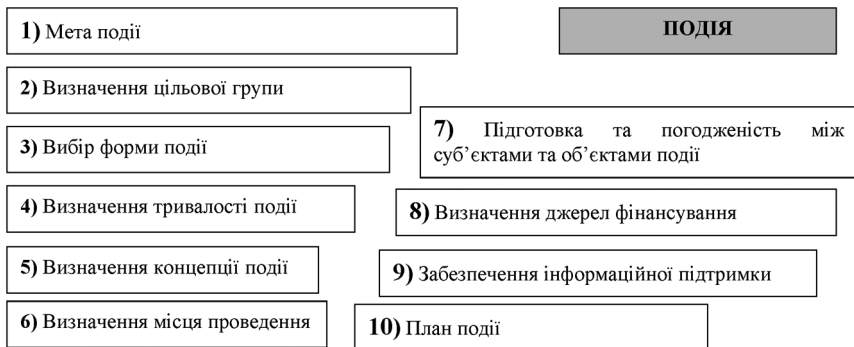 1) Мета події
2) Визначення цільової групи
3) Вибір форми події
4) Визначення тривалості події
5) Визначення концепції події
6) Визначення місця проведення
ПОДІЯ
7) Підготовка та погодженість між
суб’єктами та об’єктами події
8) Визначення джерел фінансування
9) Забезпечення інформаційної підтримки
10) План події